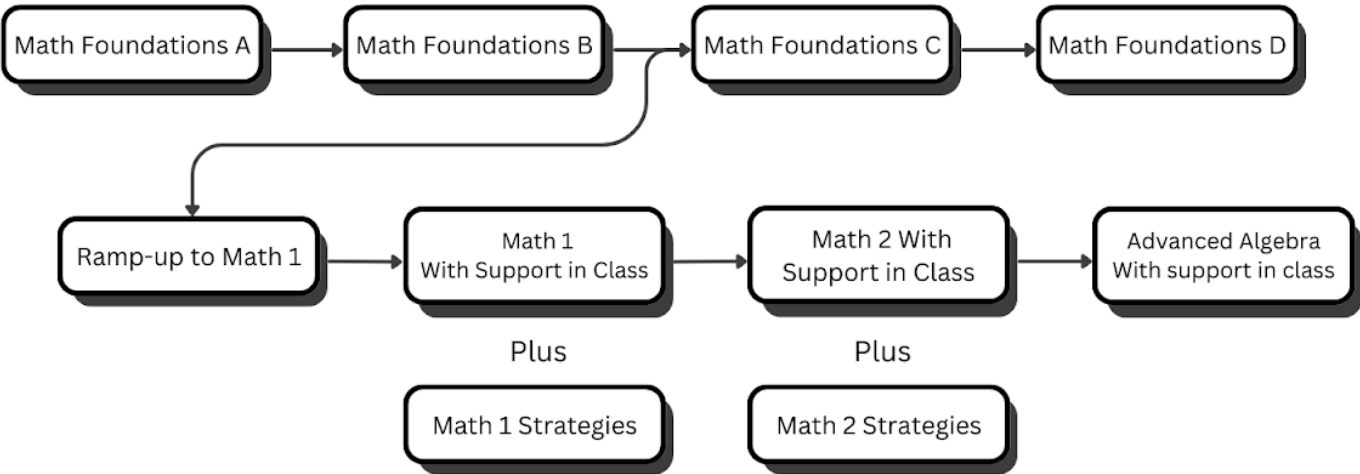 Math Foundations A
Math Foundations B
Math Foundations C
Math Foundations D
Ramp-up to Math 1
Math 1
With Support in Class
Math 2 With
Support in Class
Advanced Algebra
With support in class
Plus
Plus
Math 1 Strategies
Math 2 Strategies